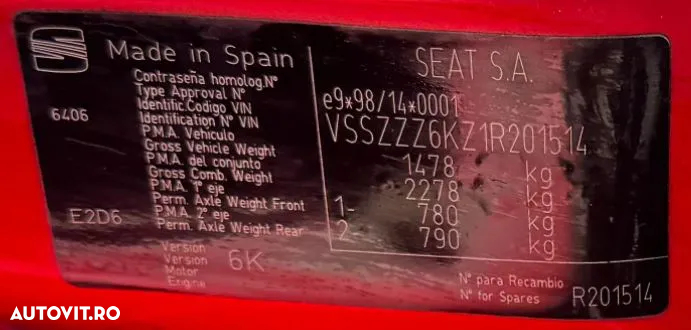 Made in Spain
SEAT S.A.
Contraseña homolog.Nº
Type Approval Nº
e9*98/14*0001
6406
Identific.Codigo VIN
Identification Nº VIN
VSSZZZ6KZ1R201514
P.M.A. Vehiculo
Gross Vehicle Weight
1478 kg
P.M.A. del conjunto
Gross Comb. Weight
2278 kg
P.M.A. 1º eje
Perm. Axle Weight Front
1- 780 kg
E2D6
P.M.A. 2º eje
Perm. Axle Weight Rear
2- 790 kg
Version
Version
6K
Motor
Engine
Nº para Recambio
Nº for Spares
R201514
AUTOVIT.RO